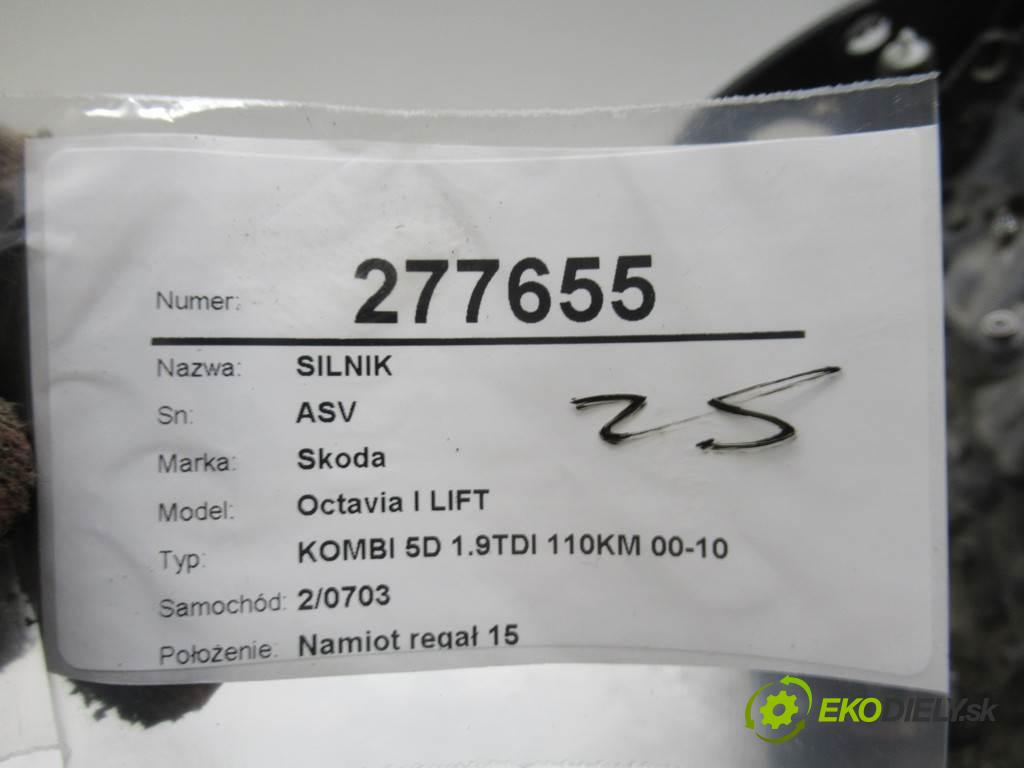 Numer: 277655
Nazwa: SILNIK
Sn: ASV
25
Marka: Skoda
Model: Octavia I LIFT
Typ: KOMBI 5D 1.9TDI 110KM 00-10
Samochód: 2/0703
Położenie: Namiot regał 15
EKODIELY.sk